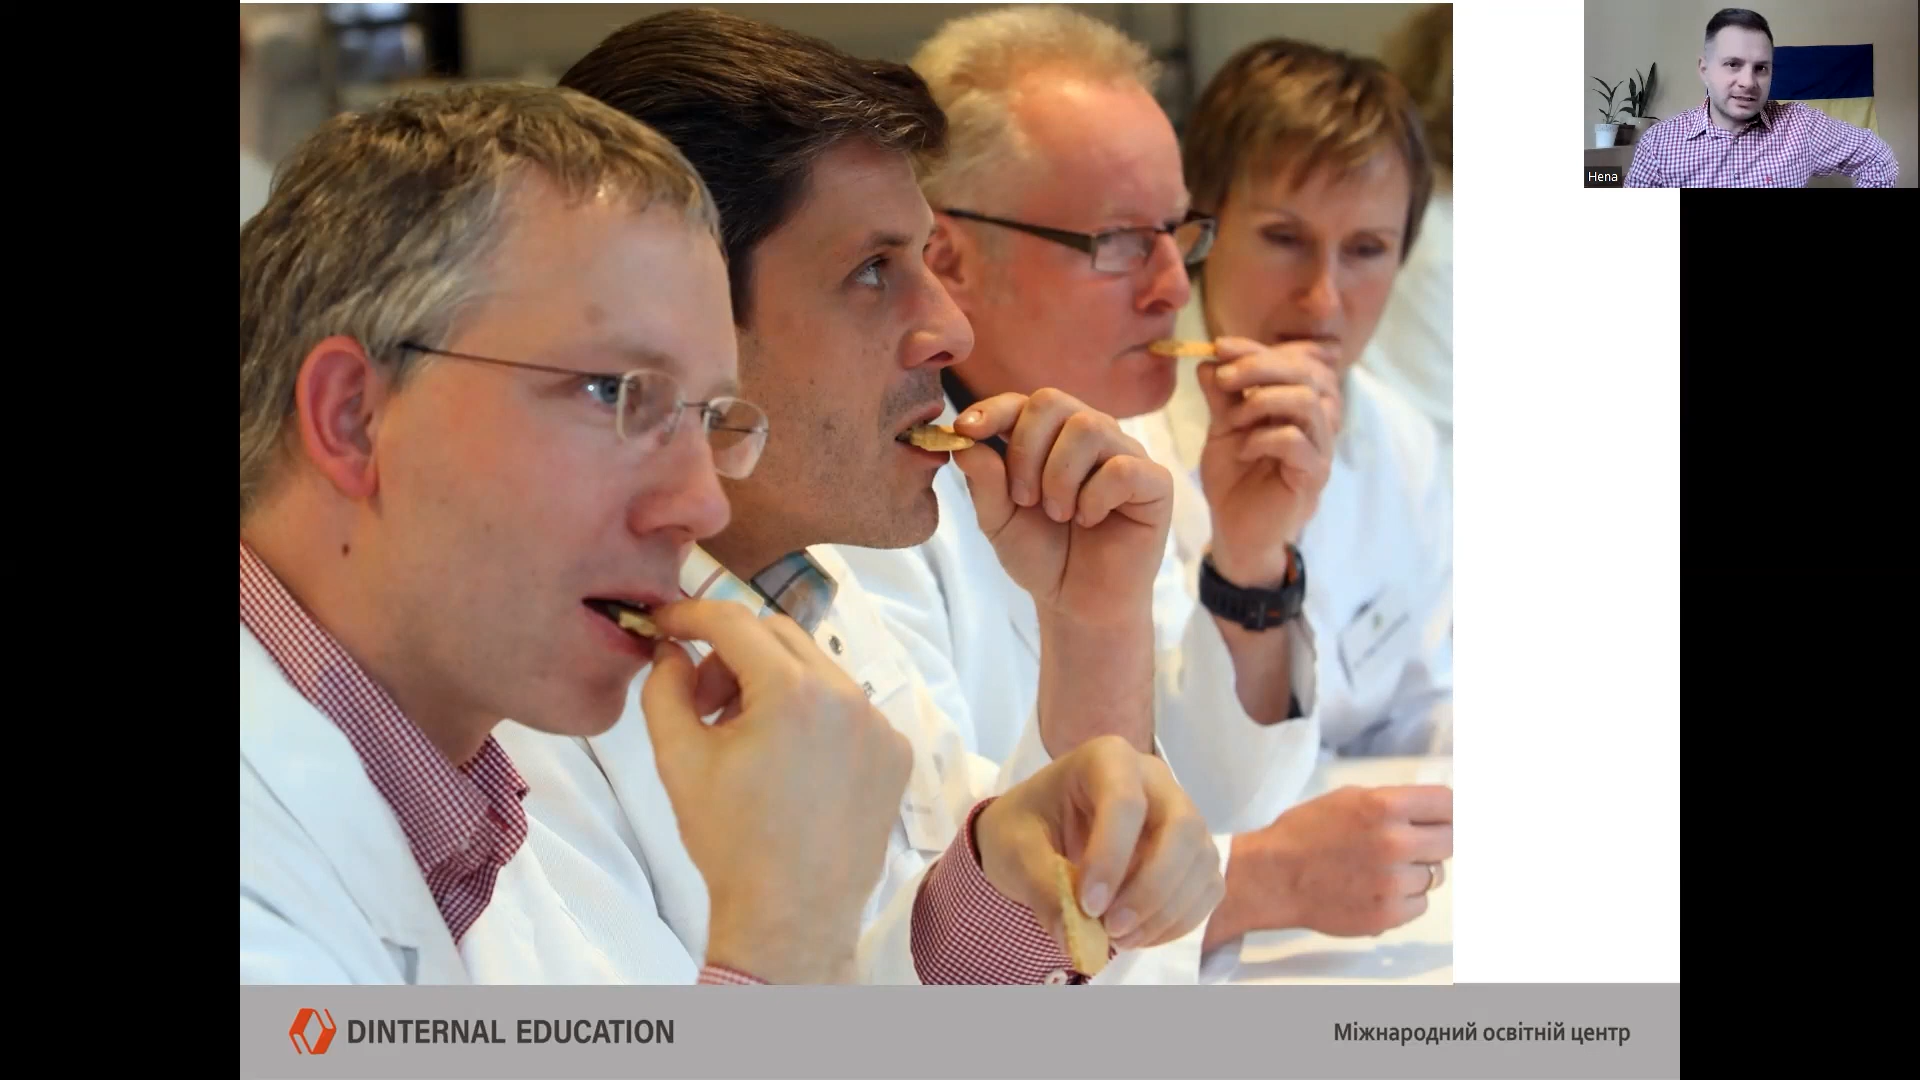 Hena
DINTERNAL EDUCATION
Міжнародний освітній центр